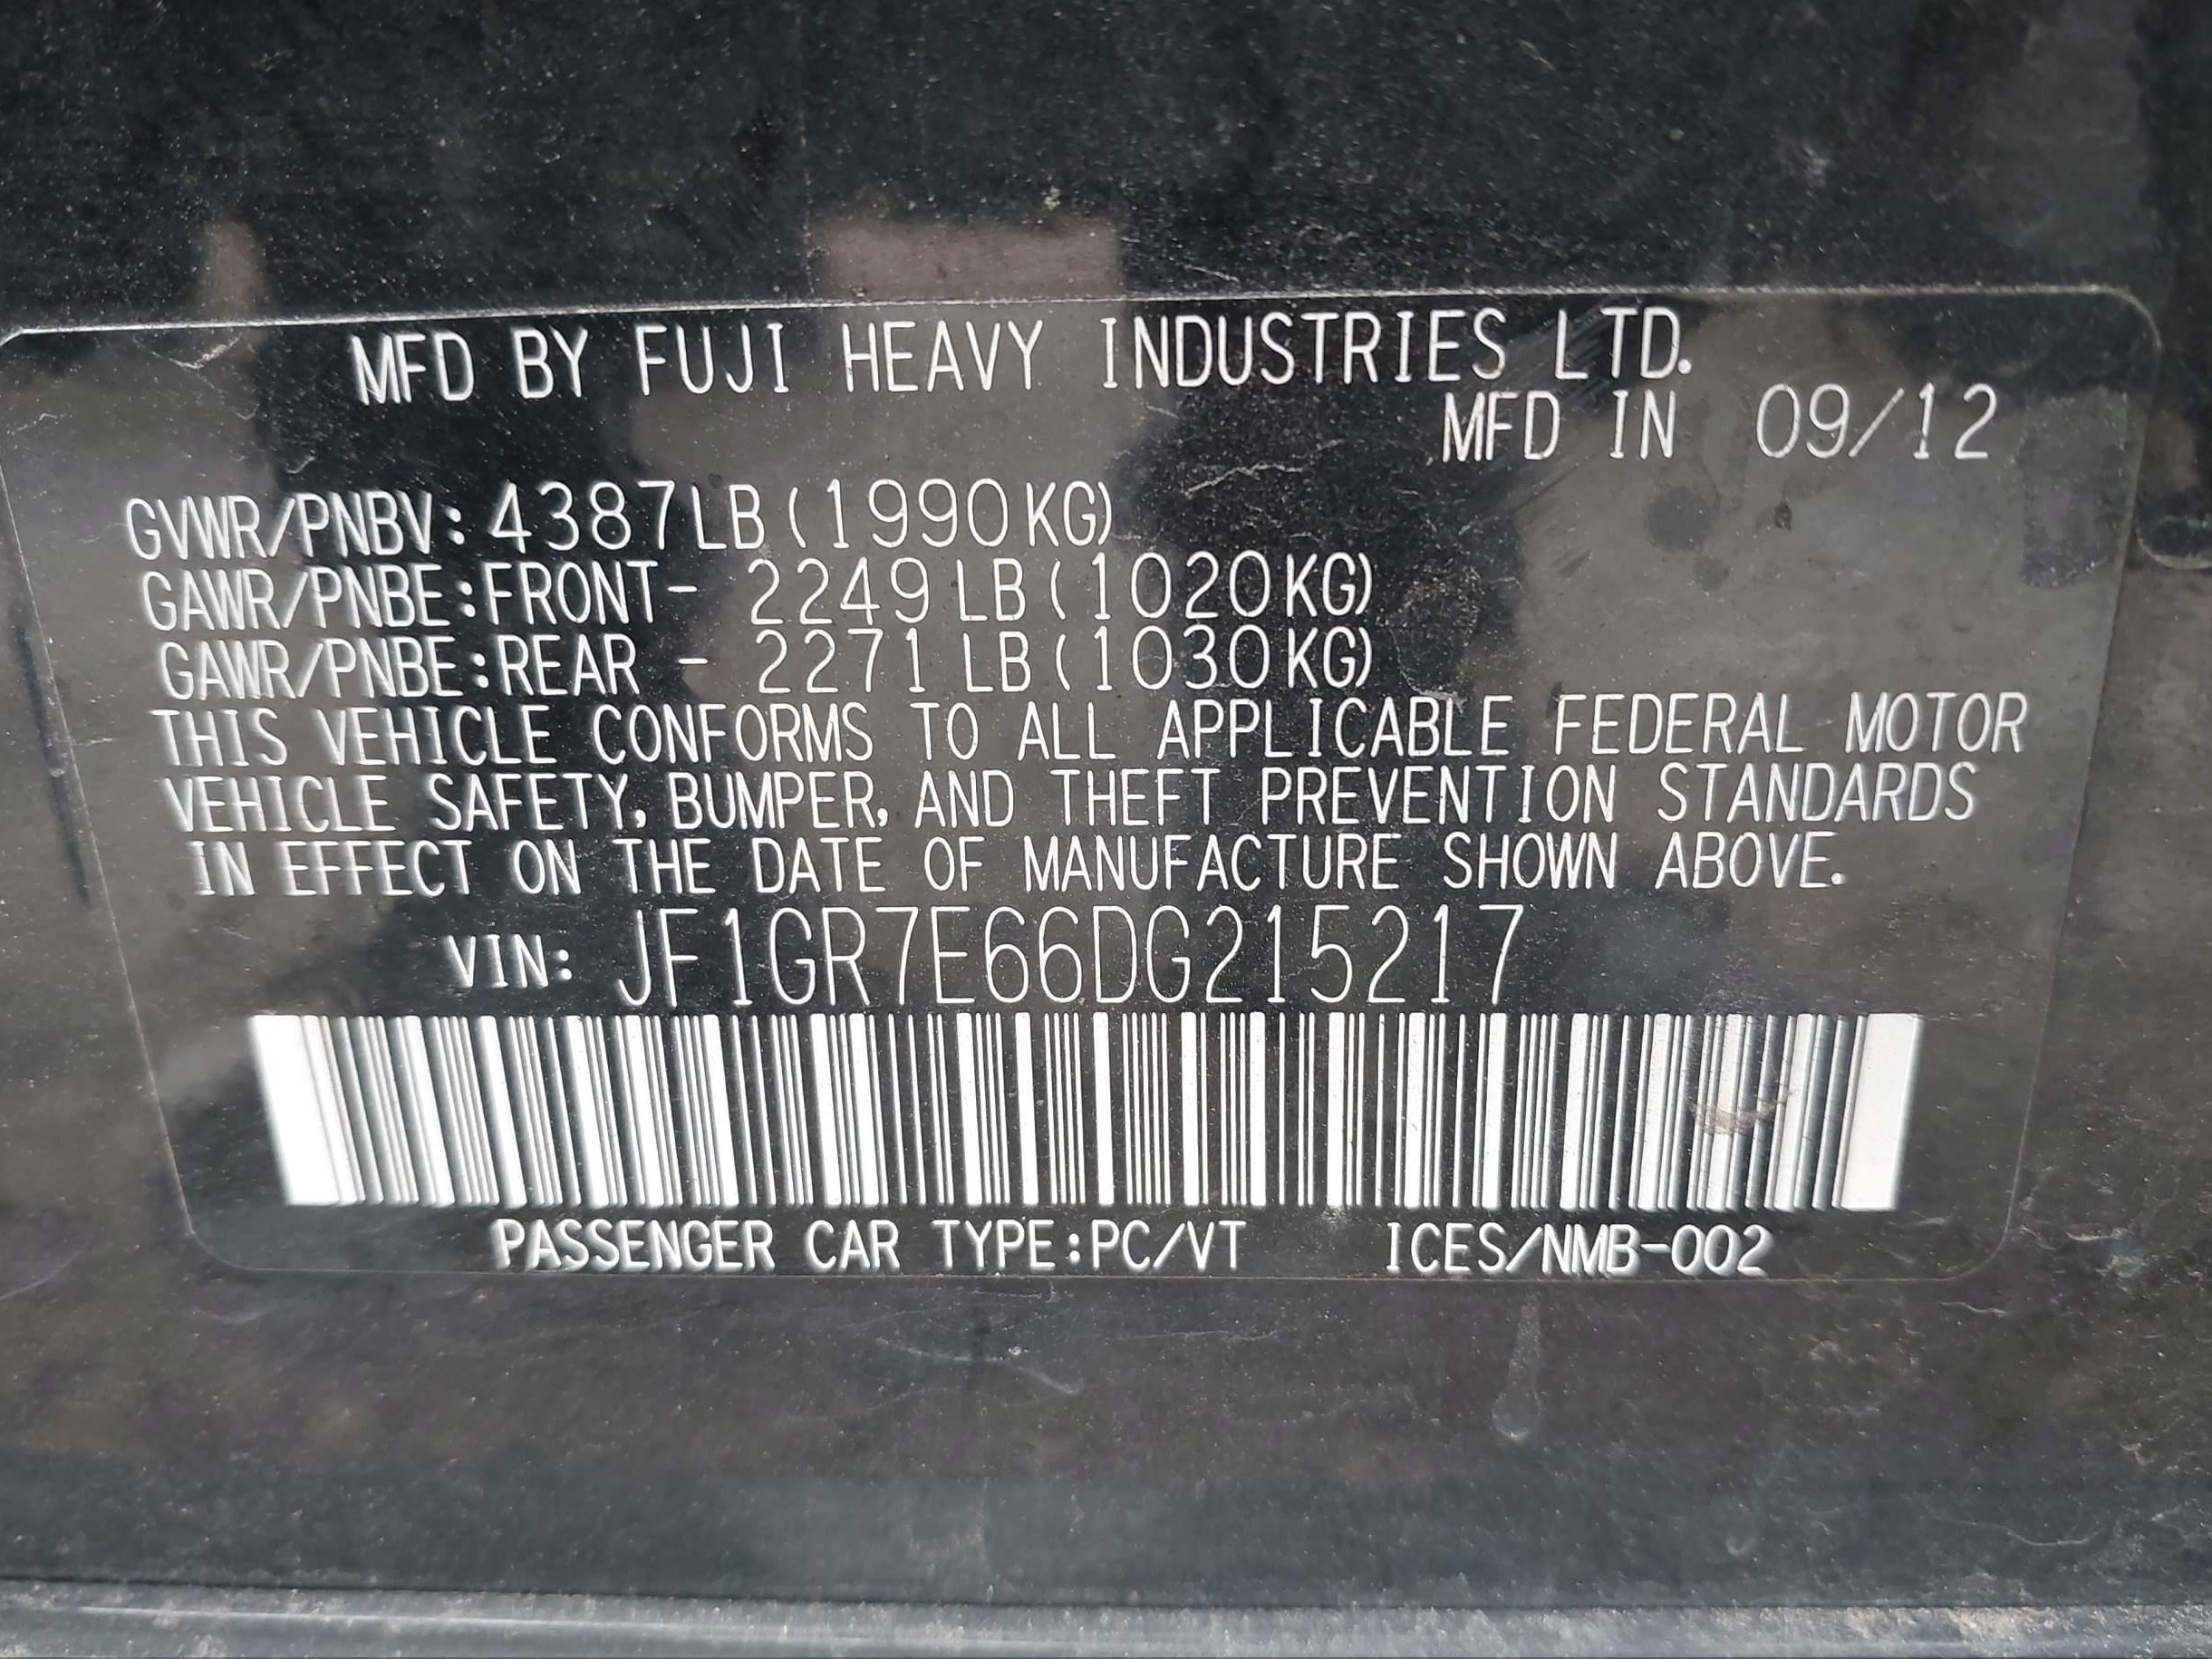 MFD BY FUJI HEAVY INDUSTRIES LTD.
MFD IN 09/12
GVWR/PNBV: 4387LB (1990KG)
GAWR/PNBE:FRONT- 2249LB (1020KG)
GAWR/PNBE:REAR - 2271LB (1030KG)
THIS VEHICLE CONFORMS TO ALL APPLICABLE FEDERAL MOTOR
VEHICLE SAFETY, BUMPER, AND THEFT PREVENTION STANDARDS
IN EFFECT ON THE DATE OF MANUFACTURE SHOWN ABOVE.
VIN: JF1GR7E66DG215217
PASSENGER CAR TYPE:PC/VT ICES/NMB-002